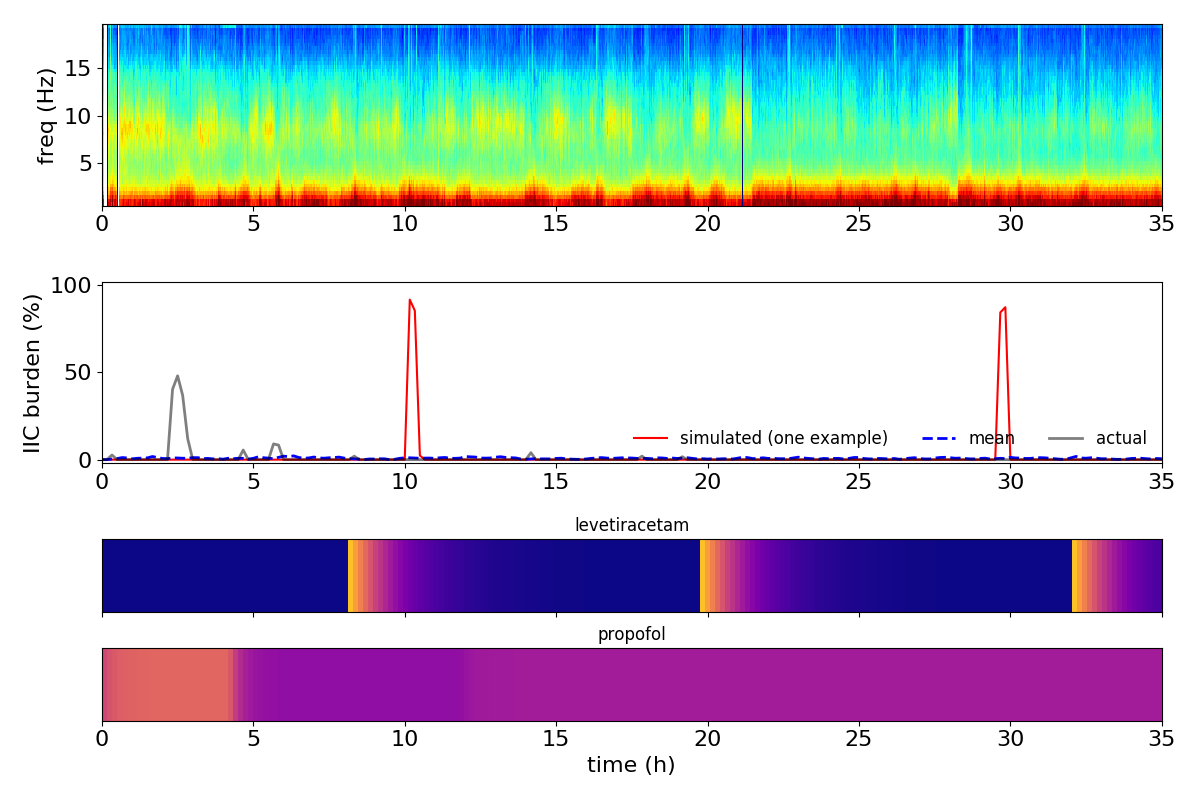 freq (Hz)
15
10
5
0 5 10 15 20 25 30 35
IIC burden (%)
100
50
0
simulated (one example) mean actual
0 5 10 15 20 25 30 35
levetiracetam
propofol
0 5 10 15 20 25 30 35
time (h)